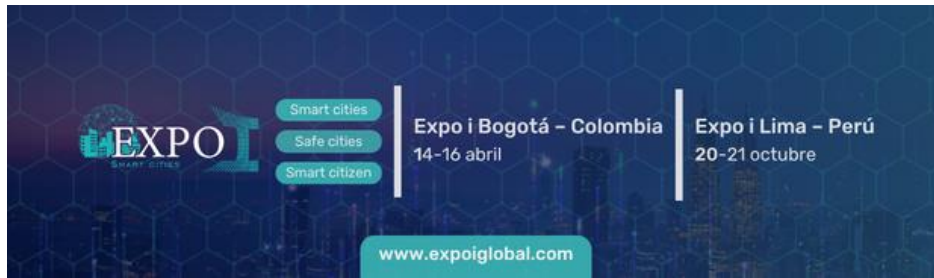 EXPO I
SMART CITIES
Smart cities
Safe cities
Smart citizen
Expo i Bogotá – Colombia
14-16 abril
Expo i Lima – Perú
20-21 octubre
www.expoiglobal.com